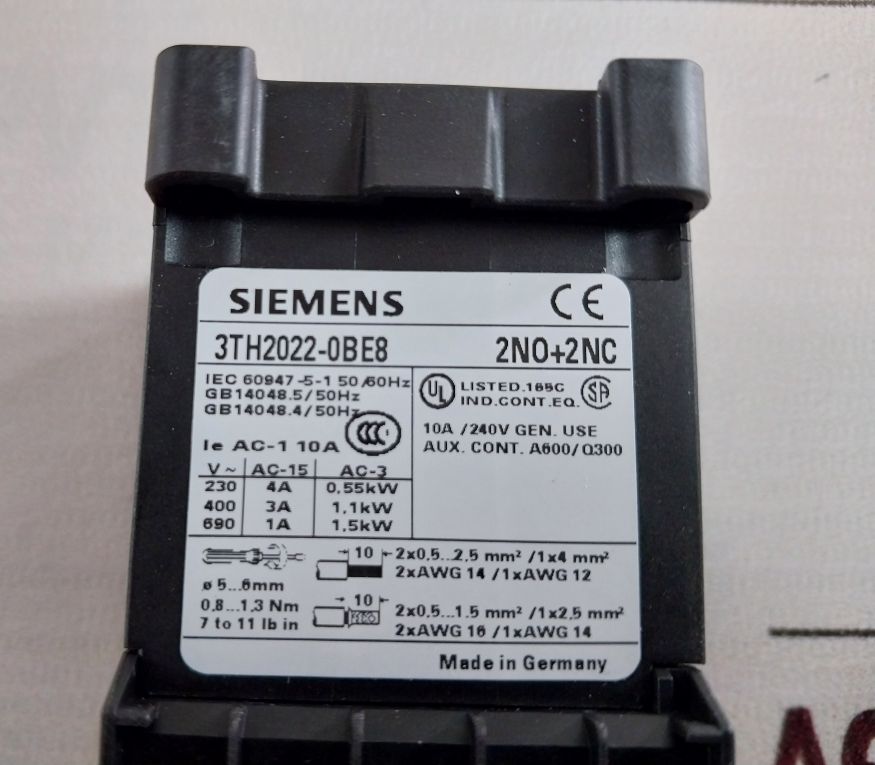 SIEMENS CE
3TH2022-0BE8 2NO+2NC
IEC 60947-5-1 50/60Hz
GB14048.5/50Hz
GB14048.4/50Hz
CCC
Ie AC-1 10A
V~ AC-15 AC-3
230 4A 0,55kW
400 3A 1,1kW
690 1A 1.5kW
UL LISTED.165C SA
IND.CONT.EQ.
10A /240V GEN. USE
AUX. CONT. A600/Q300
ø 5...6mm
0,8...1,3 Nm
7 to 11 lb in
10 2x0,5...2,5 mm² /1x4 mm²
2xAWG 14 /1xAWG 12
10 2x0,5...1.5 mm² /1x2,5 mm²
2xAWG 16 /1xAWG 14
Made in Germany